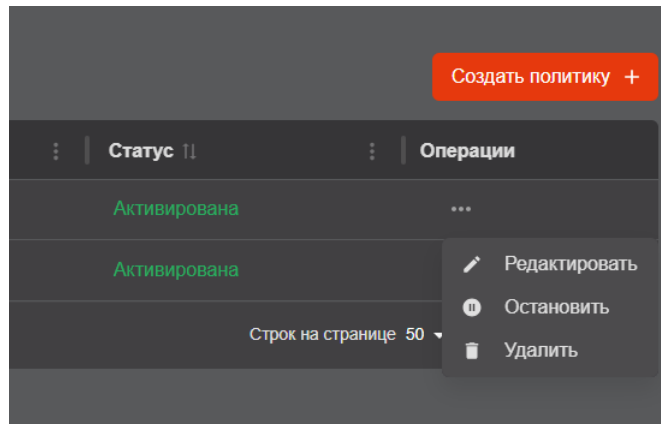 Создать политику +
Статус Операции
Активирована
Активирована
Редактировать
Остановить
Строк на странице 50
Удалить